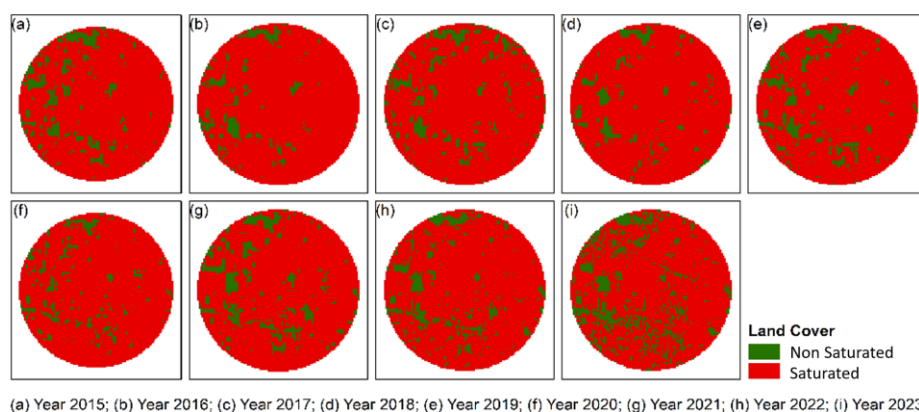 (a)
(b)
(c)
(d)
(e)
(f)
(g)
(h)
(i)
Land Cover
Non Saturated
Saturated
(a) Year 2015; (b) Year 2016; (c) Year 2017; (d) Year 2018; (e) Year 2019; (f) Year 2020; (g) Year 2021; (h) Year 2022; (i) Year